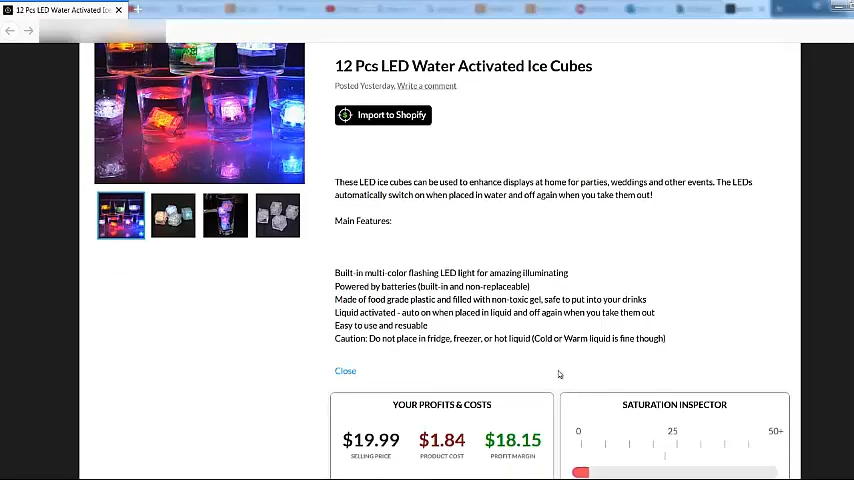 12 Pcs LED Water Activated Ice
12 Pcs LED Water Activated Ice Cubes
Posted Yesterday, Write a comment
Import to Shopify
These LED ice cubes can be used to enhance displays at home for parties, weddings and other events. The LEDs
automatically switch on when placed in water and off again when you take them out!
Main Features:
Built-in multi-color flashing LED light for amazing illuminating
Powered by batteries (built-in and non-replaceable)
Made of food grade plastic and filled with non-toxic gel, safe to put into your drinks
Liquid activated - auto on when placed in liquid and off again when you take them out
Easy to use and resuable
Caution: Do not place in fridge, freezer, or hot liquid (Cold or Warm liquid is fine though)
Close
YOUR PROFITS & COSTS
$19.99 $1.84 $18.15
SELLING PRICE PRODUCT COST PROFIT MARGIN
SATURATION INSPECTOR
0 25 50+